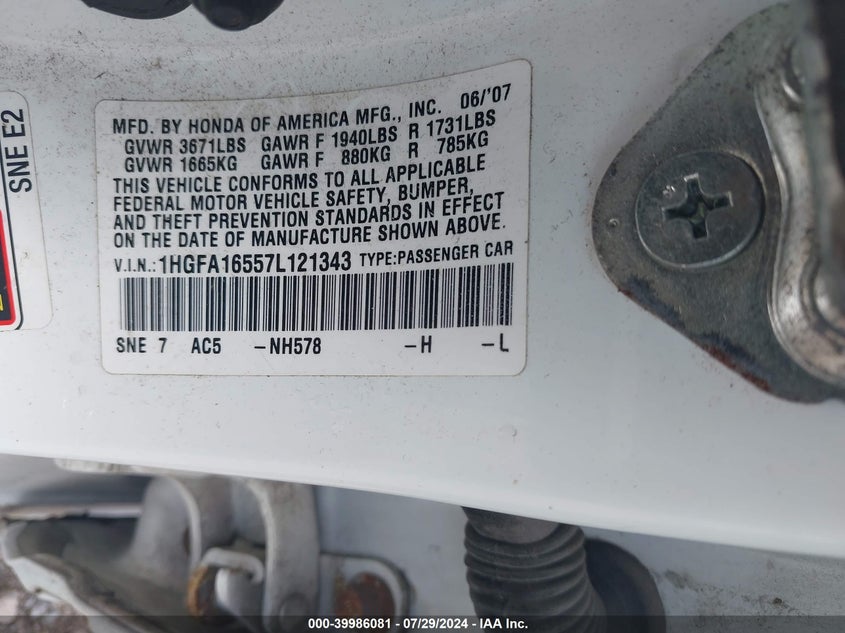 SNE E2
MFD. BY HONDA OF AMERICA MFG., INC. 06/'07
GVWR 3671LBS GAWR F 1940LBS R 1731LBS
GVWR 1665KG GAWR F 880KG R 785KG
THIS VEHICLE CONFORMS TO ALL APPLICABLE
FEDERAL MOTOR VEHICLE SAFETY, BUMPER,
AND THEFT PREVENTION STANDARDS IN EFFECT
ON THE DATE OF MANUFACTURE SHOWN ABOVE.
V.I.N.:1HGFA16557L121343 TYPE:PASSENGER CAR
SNE 7 AC5 -NH578 -H -L
000-39986081 / 07/29/2024 / IAA Inc.